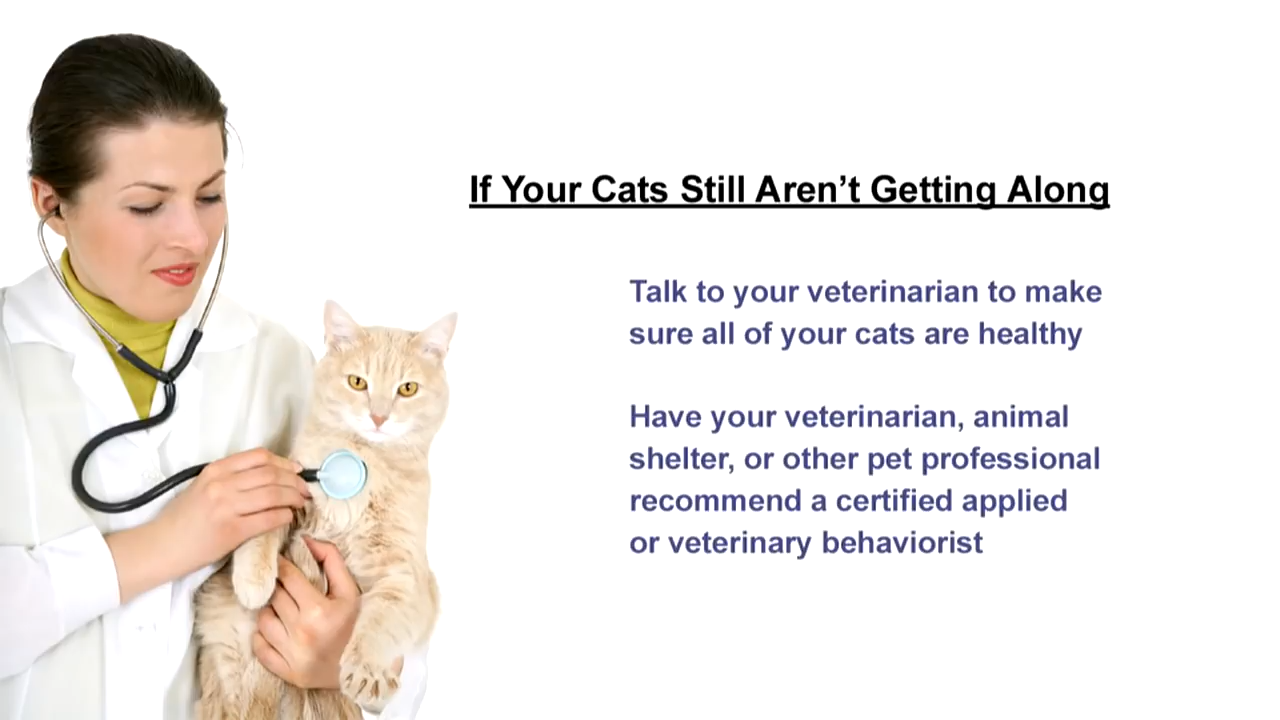 If Your Cats Still Aren’t Getting Along
Talk to your veterinarian to make
sure all of your cats are healthy
Have your veterinarian, animal
shelter, or other pet professional
recommend a certified applied
or veterinary behaviorist